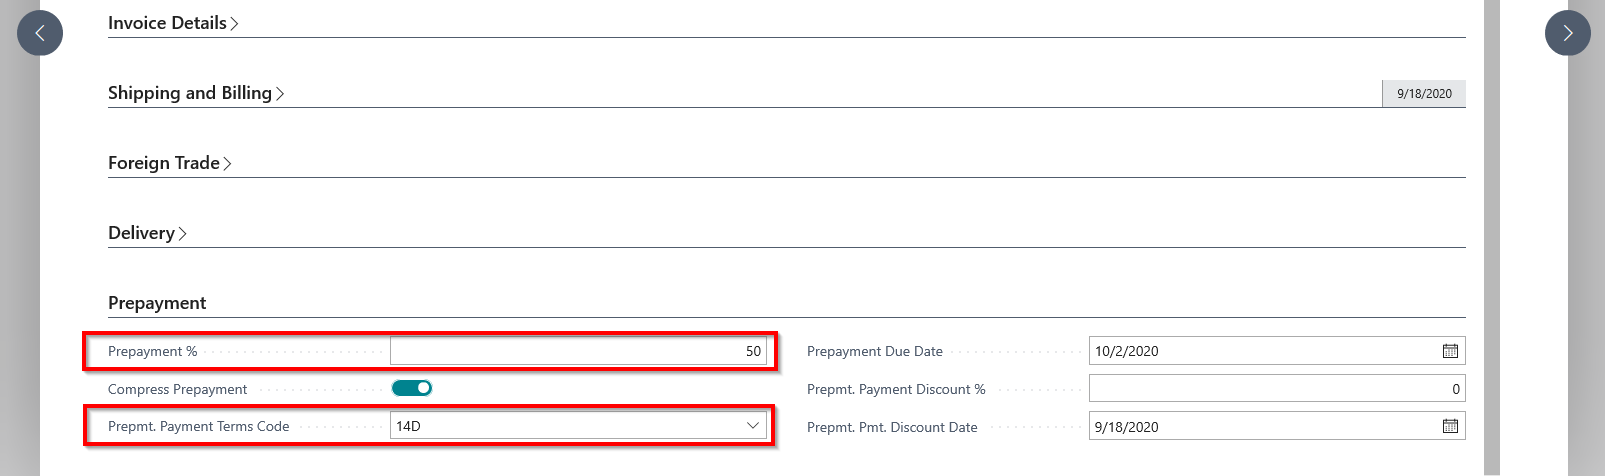 Invoice Details
Shipping and Billing 9/18/2020
Foreign Trade
Delivery
Prepayment
Prepayment % 50 Prepayment Due Date 10/2/2020
Compress Prepayment Prepmt. Payment Discount % 0
Prepmt. Payment Terms Code 14D Prepmt. Pmt. Discount Date 9/18/2020